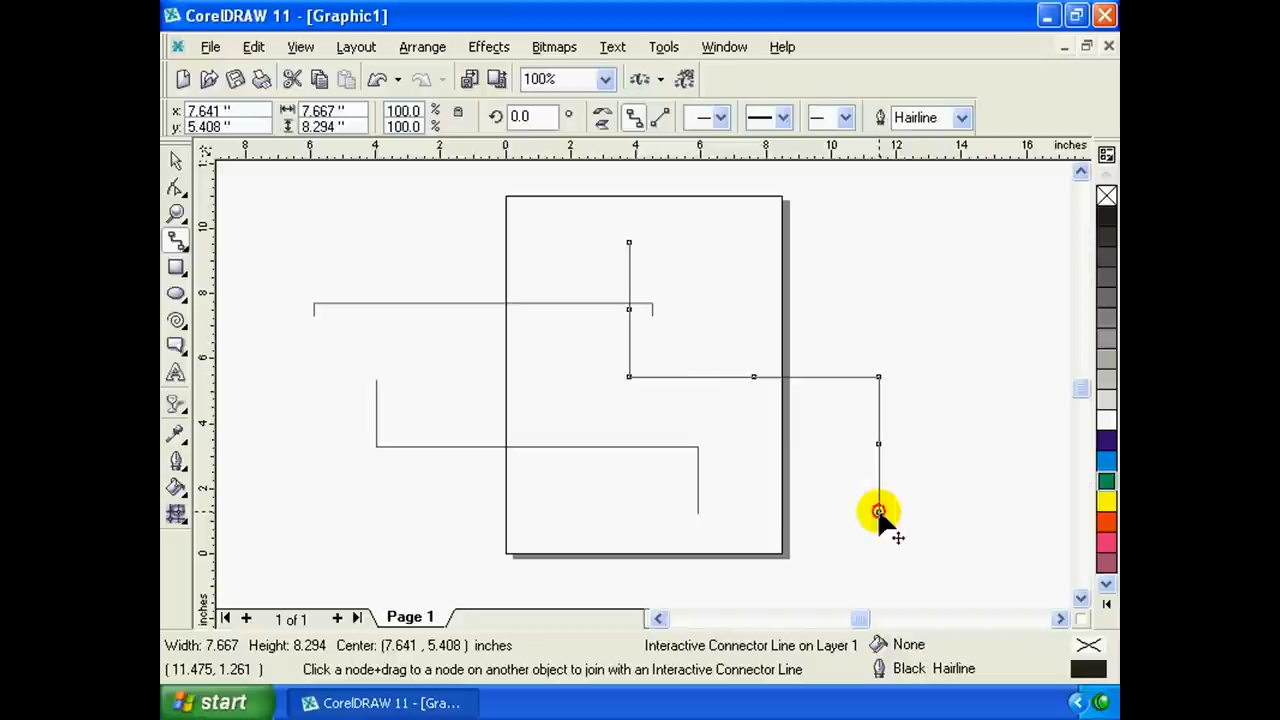 CorelDRAW 11 - [Graphic1]
File Edit View Layout Arrange Effects Bitmaps Text Tools Window Help
100%
x: 7.641 " 7.667 " 100.0 % 0.0 ° Hairline
y: 5.408 " 8.294 " 100.0 %
8 6 4 2 0 2 4 6 8 10 12 14 16 inches
10
8
6
4
2
0
inches
1 of 1 Page 1
Width: 7.667 Height: 8.294 Center: (7.641 , 5.408 ) inches Interactive Connector Line on Layer 1 None
( 11.475, 1.261 ) Click a node+drag to a node on another object to join with an Interactive Connector Line Black Hairline
start CorelDRAW 11 - [Gra...